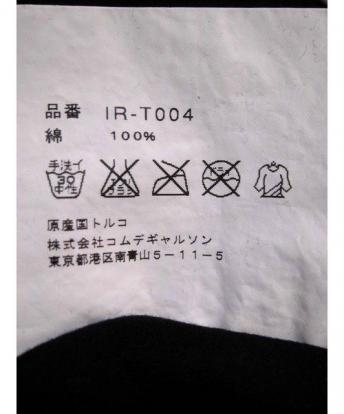 品番 IR-T004
綿 100%
手洗イ
30
中性
原産国トルコ
株式会社コムデギャルソン
東京都港区南青山5-11-5